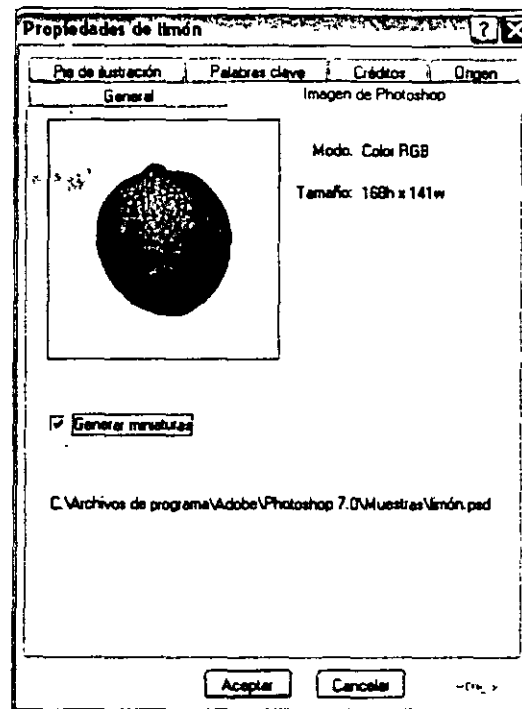 Propiedades de limón
Pie de ilustración Palabras clave Créditos Origen
General Imagen de Photoshop
Modo: Color RGB
Tamaño: 168h x 141w
Generar miniaturas
C:\Archivos de programa\Adobe\Photoshop 7.0\Muestras\limón.psd
Aceptar Cancelar